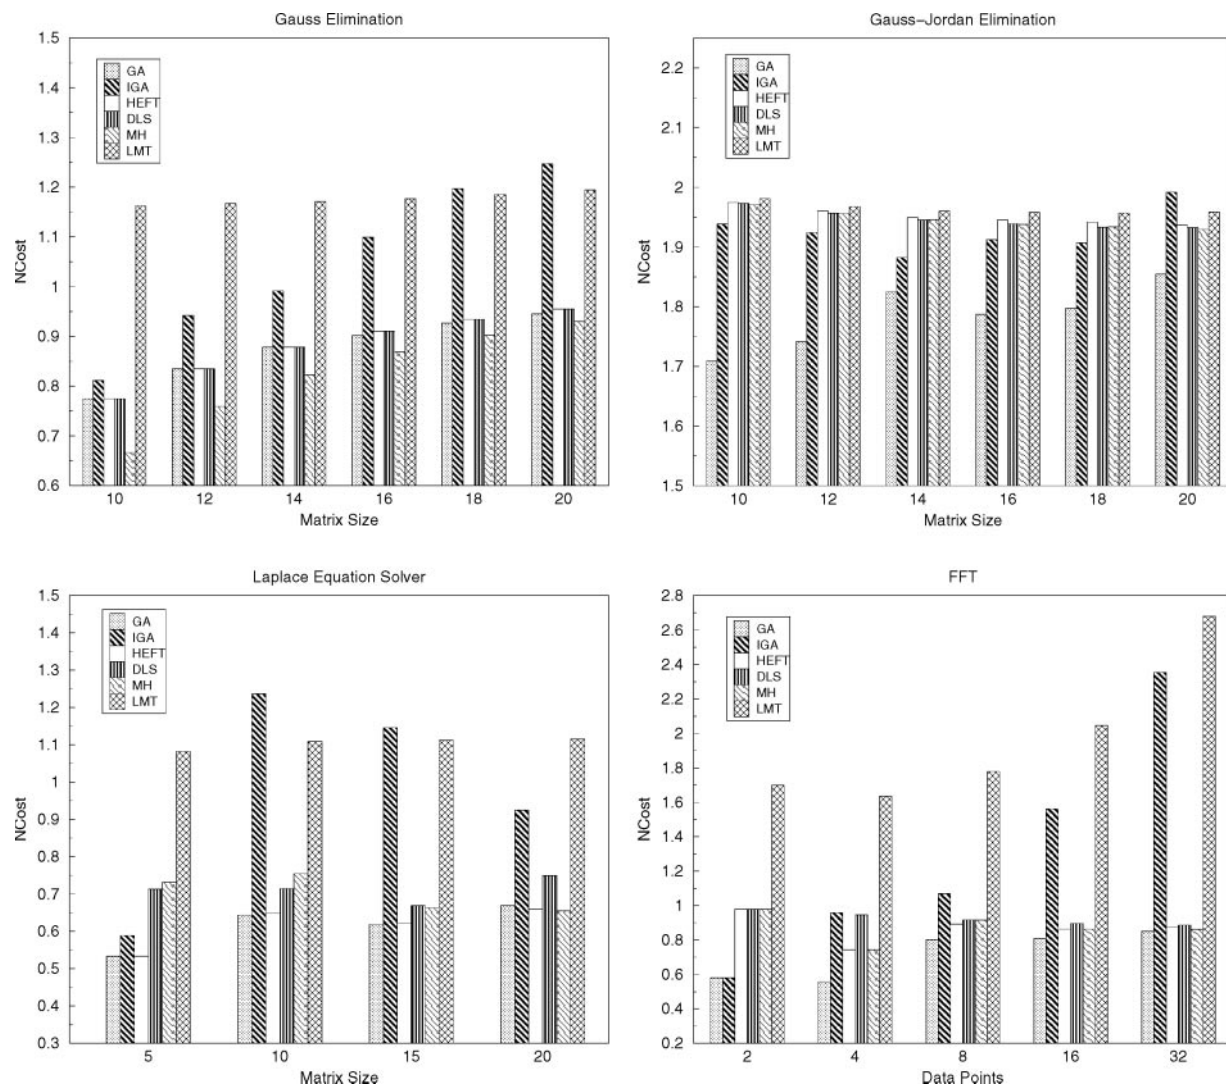 Gauss Elimination
1.5
1.4
1.3
1.2
1.1
1
0.9
0.8
0.7
0.6
NCost
GA
IGA
HEFT
DLS
MH
LMT
10 12 14 16 18 20
Matrix Size
Gauss–Jordan Elimination
2.2
2.1
2
1.9
1.8
1.7
1.6
1.5
NCost
GA
IGA
HEFT
DLS
MH
LMT
10 12 14 16 18 20
Matrix Size
Laplace Equation Solver
1.5
1.4
1.3
1.2
1.1
1
0.9
0.8
0.7
0.6
0.5
0.4
0.3
NCost
GA
IGA
HEFT
DLS
MH
LMT
5 10 15 20
Matrix Size
FFT
2.8
2.6
2.4
2.2
2
1.8
1.6
1.4
1.2
1
0.8
0.6
0.4
0.2
NCost
GA
IGA
HEFT
DLS
MH
LMT
2 4 8 16 32
Data Points